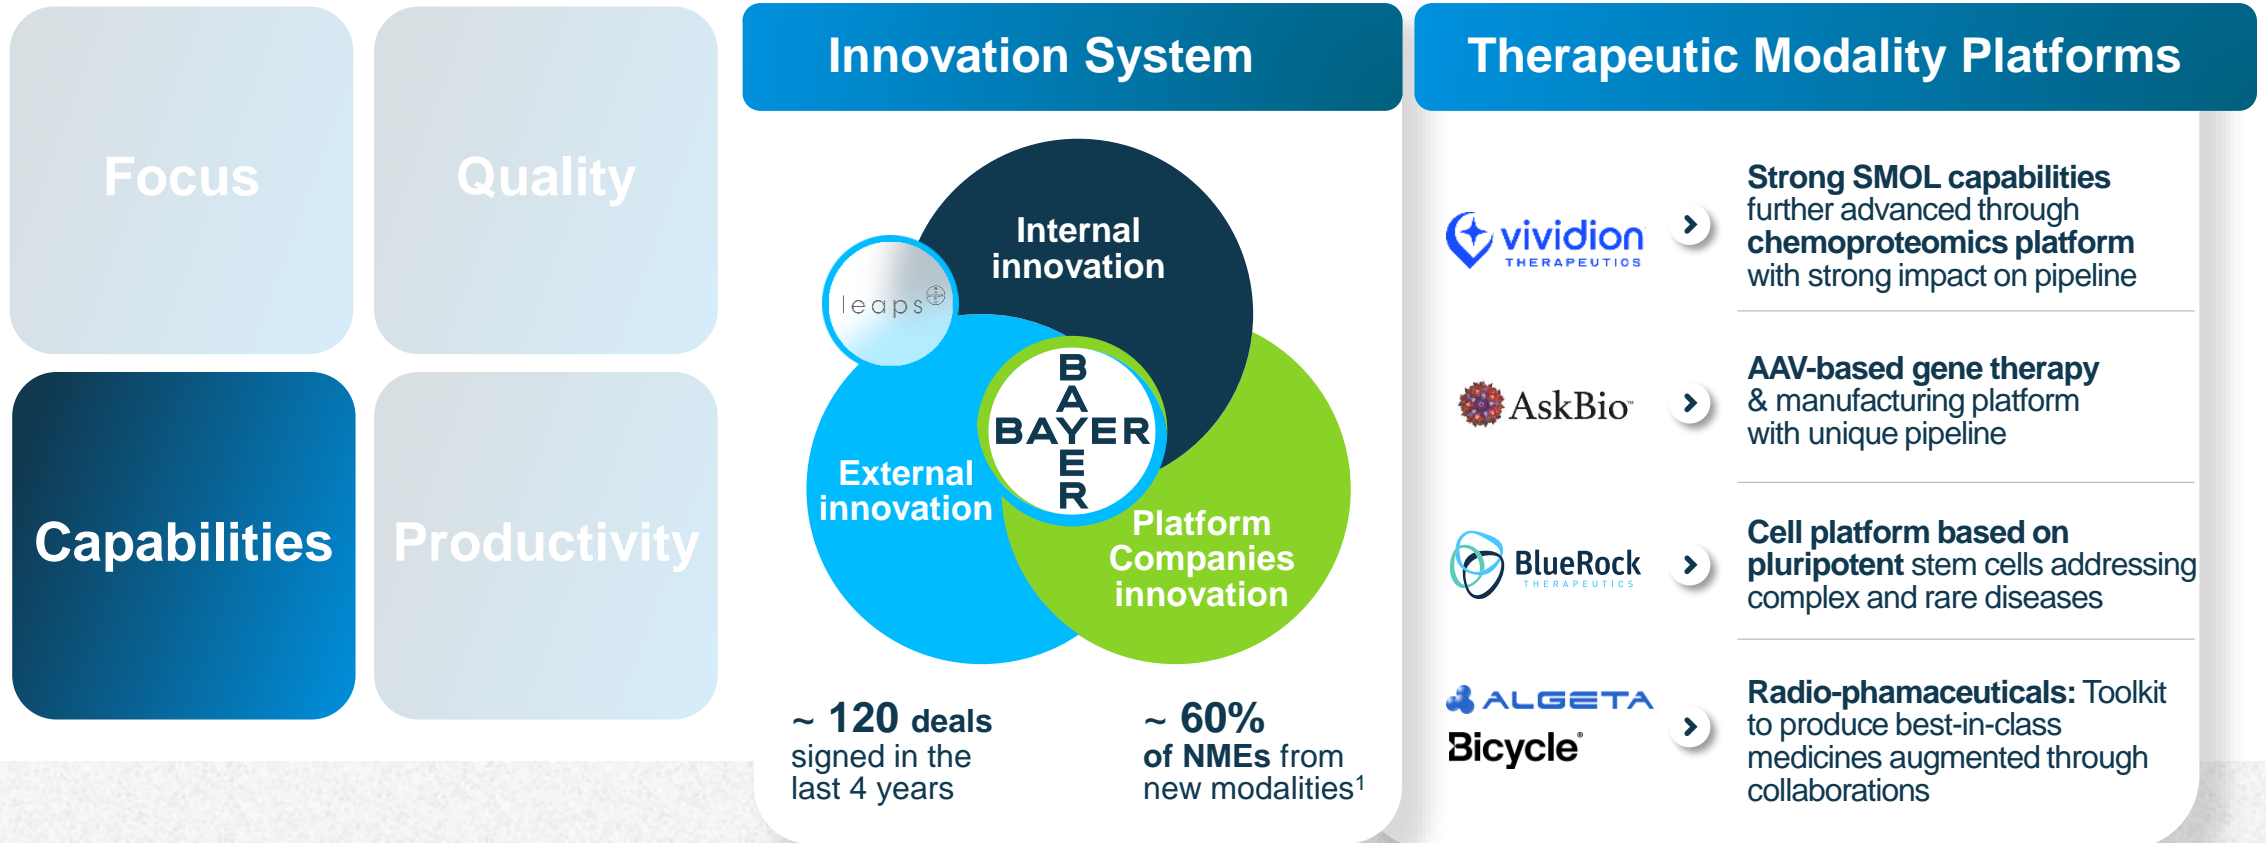 Focus
Quality
Capabilities
Productivity
Innovation System
Internal
innovation
leaps
BAYER
BAYER
External
innovation
Platform
Companies
innovation
~ 120 deals
signed in the
last 4 years
~ 60%
of NMEs from
new modalities¹
Therapeutic Modality Platforms
vividion
THERAPEUTICS
Strong SMOL capabilities
further advanced through
chemoproteomics platform
with strong impact on pipeline
AskBio™
AAV-based gene therapy
& manufacturing platform
with unique pipeline
BlueRock
THERAPEUTICS
Cell platform based on
pluripotent stem cells addressing
complex and rare diseases
ALGETA
Bicycle®
Radio-phamaceuticals: Toolkit
to produce best-in-class
medicines augmented through
collaborations